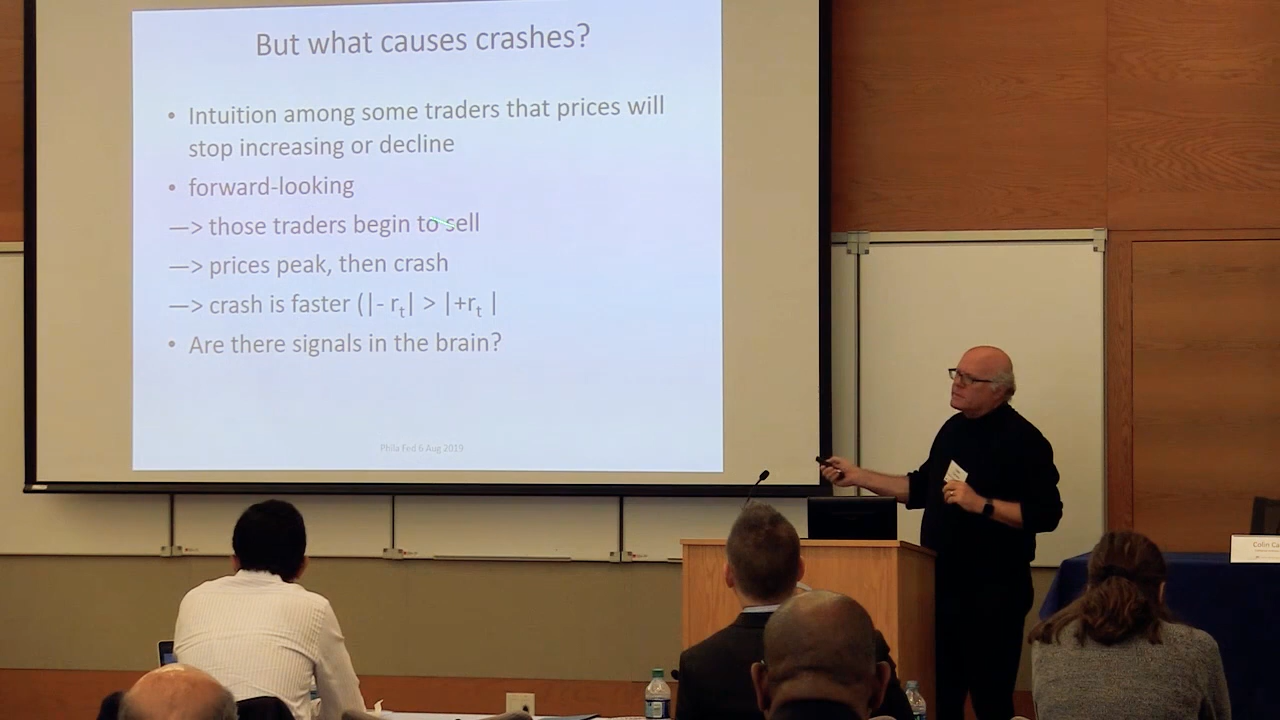 But what causes crashes?
• Intuition among some traders that prices will
stop increasing or decline
• forward-looking
—> those traders begin to sell
—> prices peak, then crash
—> crash is faster (|- rₜ| > |+rₜ |
• Are there signals in the brain?
Phila Fed 6 Aug 2019
Colin